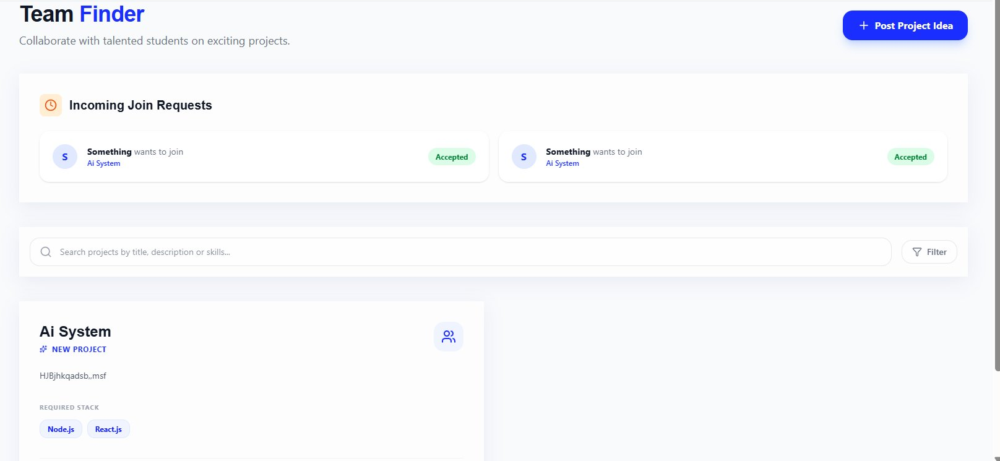 Team Finder
Collaborate with talented students on exciting projects.
Post Project Idea
Incoming Join Requests
Something wants to join
Ai System
Accepted
Something wants to join
Ai System
Accepted
Search projects by title, description or skills...
Filter
Ai System
NEW PROJECT
HJBjhkqadsb,,msf
REQUIRED STACK
Node.js
React.js
S
S